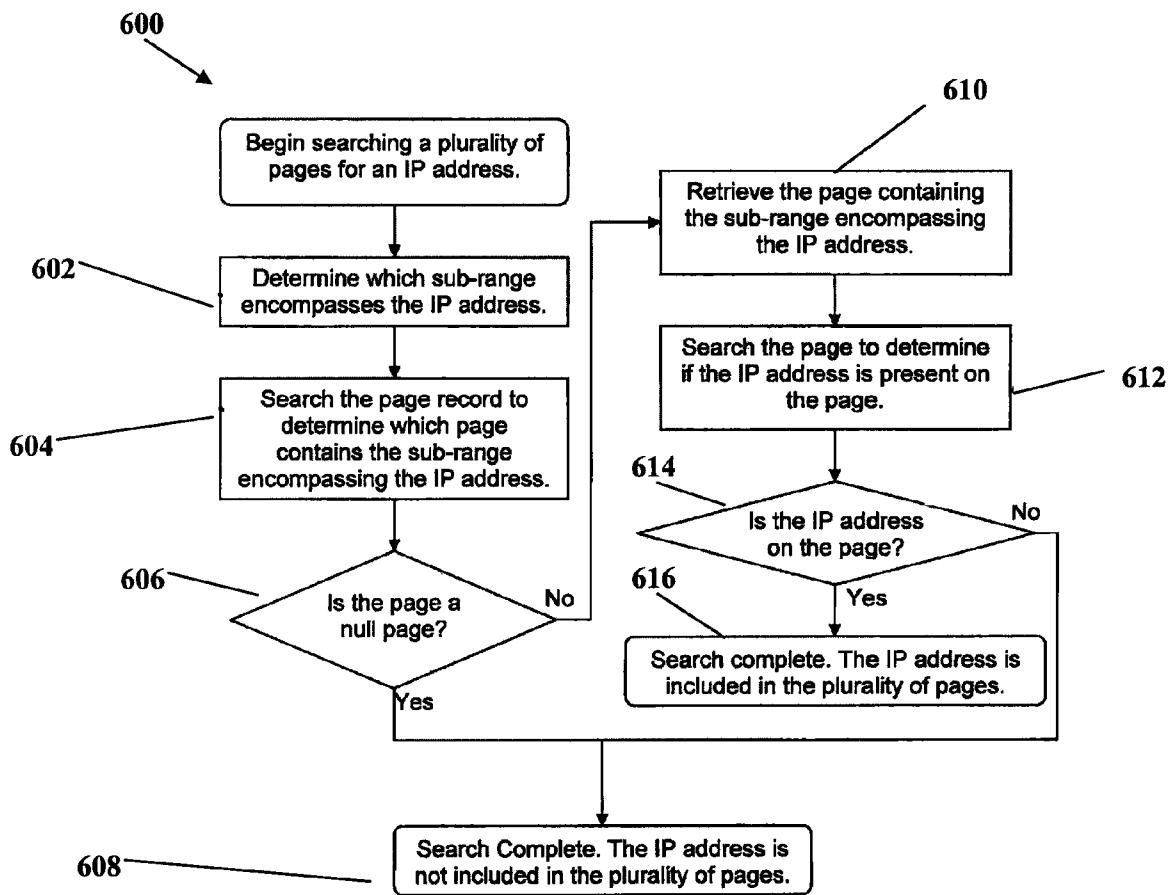 600
Begin searching a plurality of
pages for an IP address.
602
Determine which sub-range
encompasses the IP address.
604
Search the page record to
determine which page
contains the sub-range
encompassing the IP address.
606
Is the page a
null page?
No
Yes
610
Retrieve the page containing
the sub-range encompassing
the IP address.
Search the page to determine
if the IP address is present on
the page.
612
614
Is the IP address
on the page?
No
Yes
616
Search complete. The IP address is
included in the plurality of pages.
608
Search Complete. The IP address is
not included in the plurality of pages.